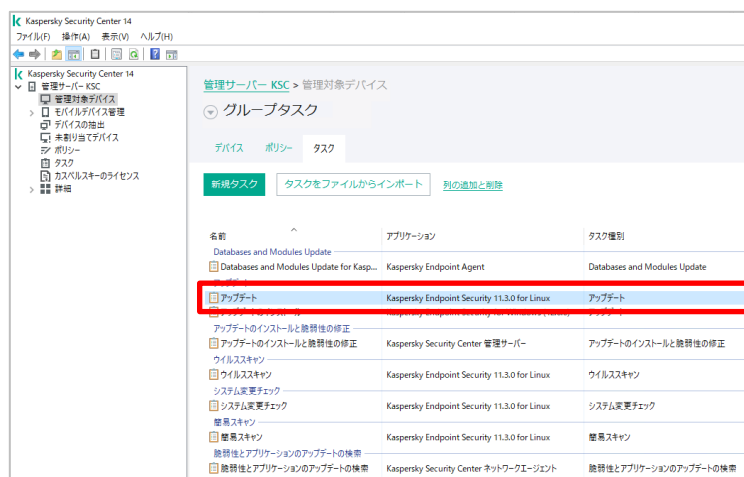 Kaspersky Security Center 14
ファイル(F) 操作(A) 表示(V) ヘルプ(H)
Kaspersky Security Center 14
管理サーバー KSC
管理対象デバイス
モバイルデバイス管理
デバイスの抽出
未割り当てデバイス
ポリシー
タスク
カスペルスキーのライセンス
詳細
管理サーバー KSC > 管理対象デバイス
グループタスク
デバイス ポリシー タスク
新規タスク タスクをファイルからインポート 列の追加と削除
名前 アプリケーション タスク種別
Databases and Modules Update
Databases and Modules Update for Kasp... Kaspersky Endpoint Agent Databases and Modules Update
アップデート Kaspersky Endpoint Security 11.3.0 for Linux アップデート
アップデートのインストールと脆弱性の修正
アップデートのインストールと脆弱性の修正 Kaspersky Security Center 管理サーバー アップデートのインストールと脆弱性の修正
ウイルススキャン
ウイルススキャン Kaspersky Endpoint Security 11.3.0 for Linux ウイルススキャン
システム変更チェック
システム変更チェック Kaspersky Endpoint Security 11.3.0 for Linux システム変更チェック
簡易スキャン
簡易スキャン Kaspersky Endpoint Security 11.3.0 for Linux 簡易スキャン
脆弱性とアプリケーションのアップデートの検索
脆弱性とアプリケーションのアップデートの検索 Kaspersky Security Center ネットワークエージェント 脆弱性とアプリケーションのアップデートの検索